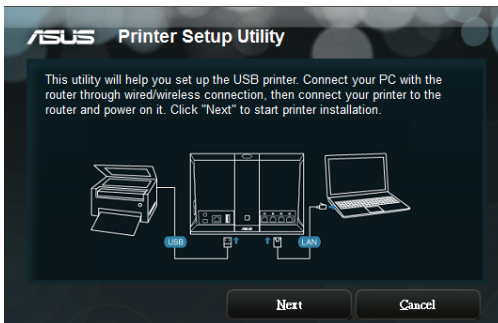 ASUS Printer Setup Utility
This utility will help you set up the USB printer. Connect your PC with the
router through wired/wireless connection, then connect your printer to the
router and power on it. Click "Next" to start printer installation.
ASUS
USB LAN
Next Cancel